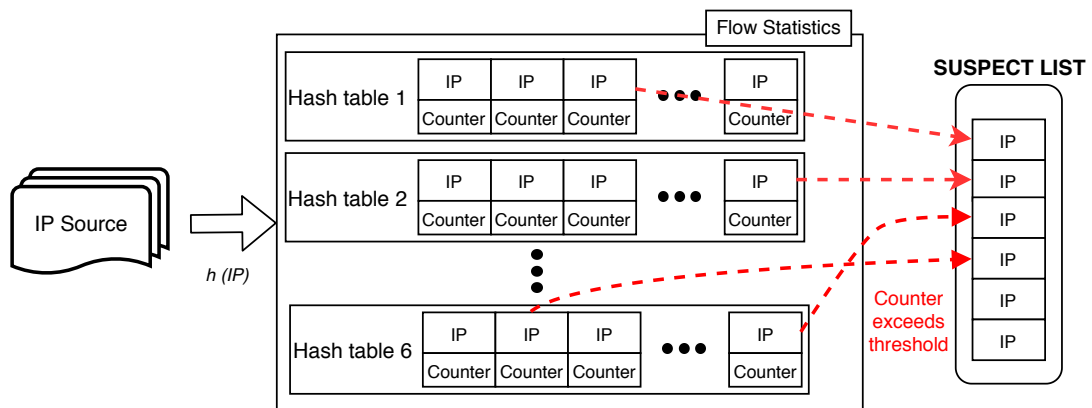 Flow Statistics
SUSPECT LIST
Hash table 1
IP IP IP IP
Counter Counter Counter Counter
IP
IP Source
h (IP)
Hash table 2
IP IP IP IP
Counter Counter Counter Counter
IP
IP
IP
Counter
exceeds
threshold
Hash table 6
IP IP IP IP
Counter Counter Counter Counter
IP
IP